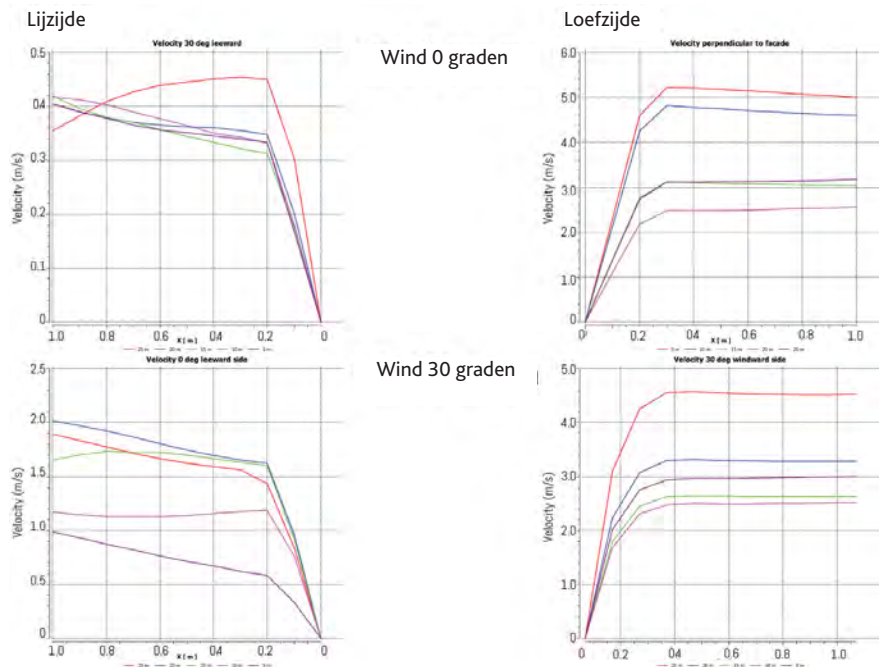 Lijzijde
Loefzijde
Wind 0 graden
Velocity 30 deg leeward
Velocity (m/s)
0.5
0.4
0.3
0.2
0.1
0
1.0 0.8 0.6 0.4 0.2 0
X [m]
Velocity perpendicular to facade
Velocity (m/s)
6.0
5.0
4.0
3.0
2.0
1.0
0
0 0.2 0.4 0.6 0.8 1.0
X [m]
Wind 30 graden
Velocity 0 deg leeward side
Velocity (m/s)
2.5
2.0
1.5
1.0
0.5
0
1.0 0.8 0.6 0.4 0.2 0
X [m]
Velocity 30 deg windward side
Velocity (m/s)
5.0
4.0
3.0
2.0
1.0
0
0 0.2 0.4 0.6 0.8 1.0
X [m]